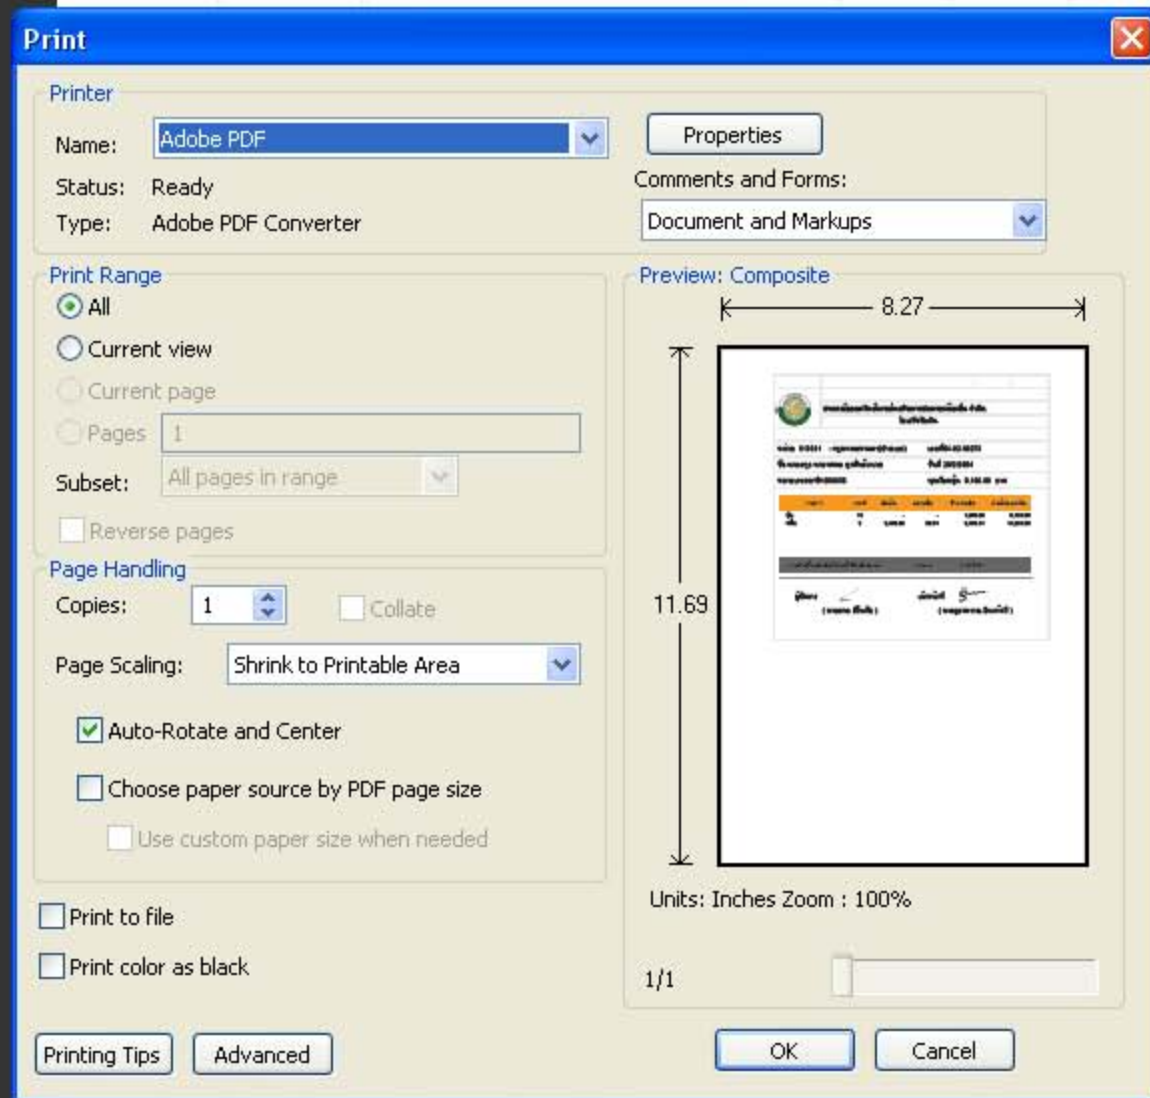 Print
Printer
Name: Adobe PDF
Properties
Status: Ready
Comments and Forms:
Type: Adobe PDF Converter
Document and Markups
Print Range
All
Current view
Current page
Pages 1
Subset: All pages in range
Reverse pages
Page Handling
Copies: 1
Collate
Page Scaling: Shrink to Printable Area
Auto-Rotate and Center
Choose paper source by PDF page size
Use custom paper size when needed
Print to file
Print color as black
Printing Tips
Advanced
Preview: Composite
8.27
11.69
Units: Inches Zoom : 100%
1/1
OK
Cancel